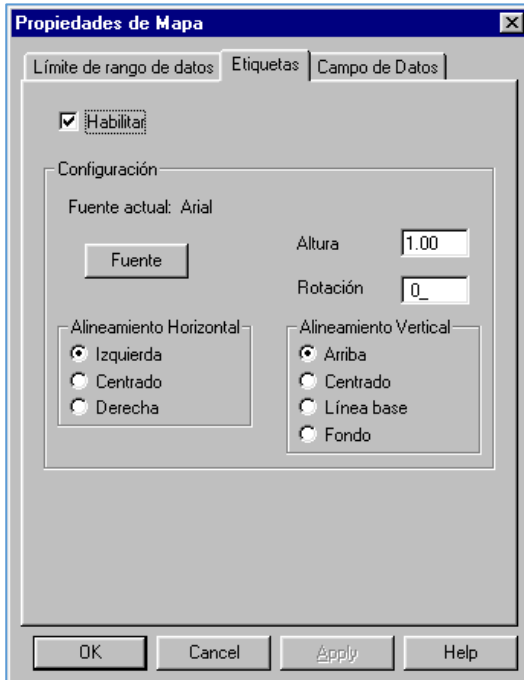 Propiedades de Mapa
Límite de rango de datos Etiquetas Campo de Datos
Habilitar
Configuración
Fuente actual: Arial
Altura 1.00
Fuente
Rotación 0_
Alineamiento Horizontal Alineamiento Vertical
Izquierda Arriba
Centrado Centrado
Derecha Línea base
Fondo
OK Cancel Apply Help